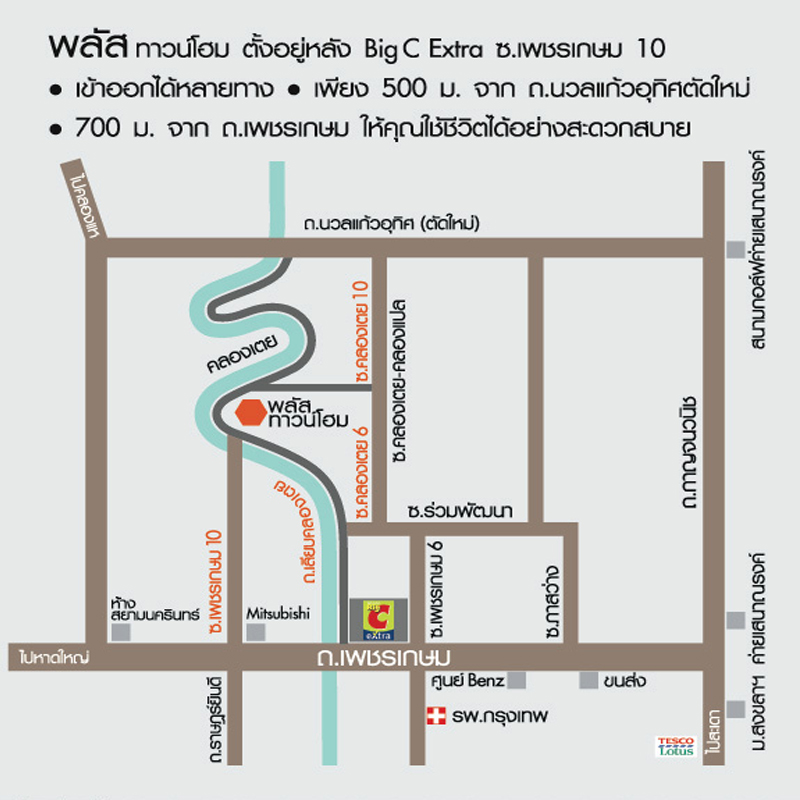 พลัส ทาวน์โฮม ตั้งอยู่หลัง Big C Extra ซ.เพชรเกษม 10
• เข้าออกได้หลายทาง • เพียง 500 ม. จาก ถ.นวลแก้วอุทิศตัดใหม่
• 700 ม. จาก ถ.เพชรเกษม ให้คุณใช้ชีวิตได้อย่างสะดวกสบาย
ไปคลองแห
ถ.นวลแก้วอุทิศ (ตัดใหม่)
สนามกอล์ฟค่ายเสนาณรงค์
ซ.คลองเตย 10
ซ.คลองเตย-คลองแปล
คลองเตย
พลัส
ทาวน์โฮม
ซ.คลองเตย 6
ถ.กาญจนวนิช
ถ.เลียบคลองเตย
ซ.ร่วมพัฒนา
ซ.เพชรเกษม 10
ซ.เพชรเกษม 6
ซ.ภาสว่าง
ค่ายเสนาณรงค์
ห้าง
สยามนครินทร์
Mitsubishi
Big
C
eXtra
ไปหาดใหญ่
ถ.เพชรเกษม
ถ.ราษฎร์ยินดี
ศูนย์ Benz
ขนส่ง
รพ.กรุงเทพ
ม.สงขลาฯ
ไปสะเดา
TESCO
Lotus